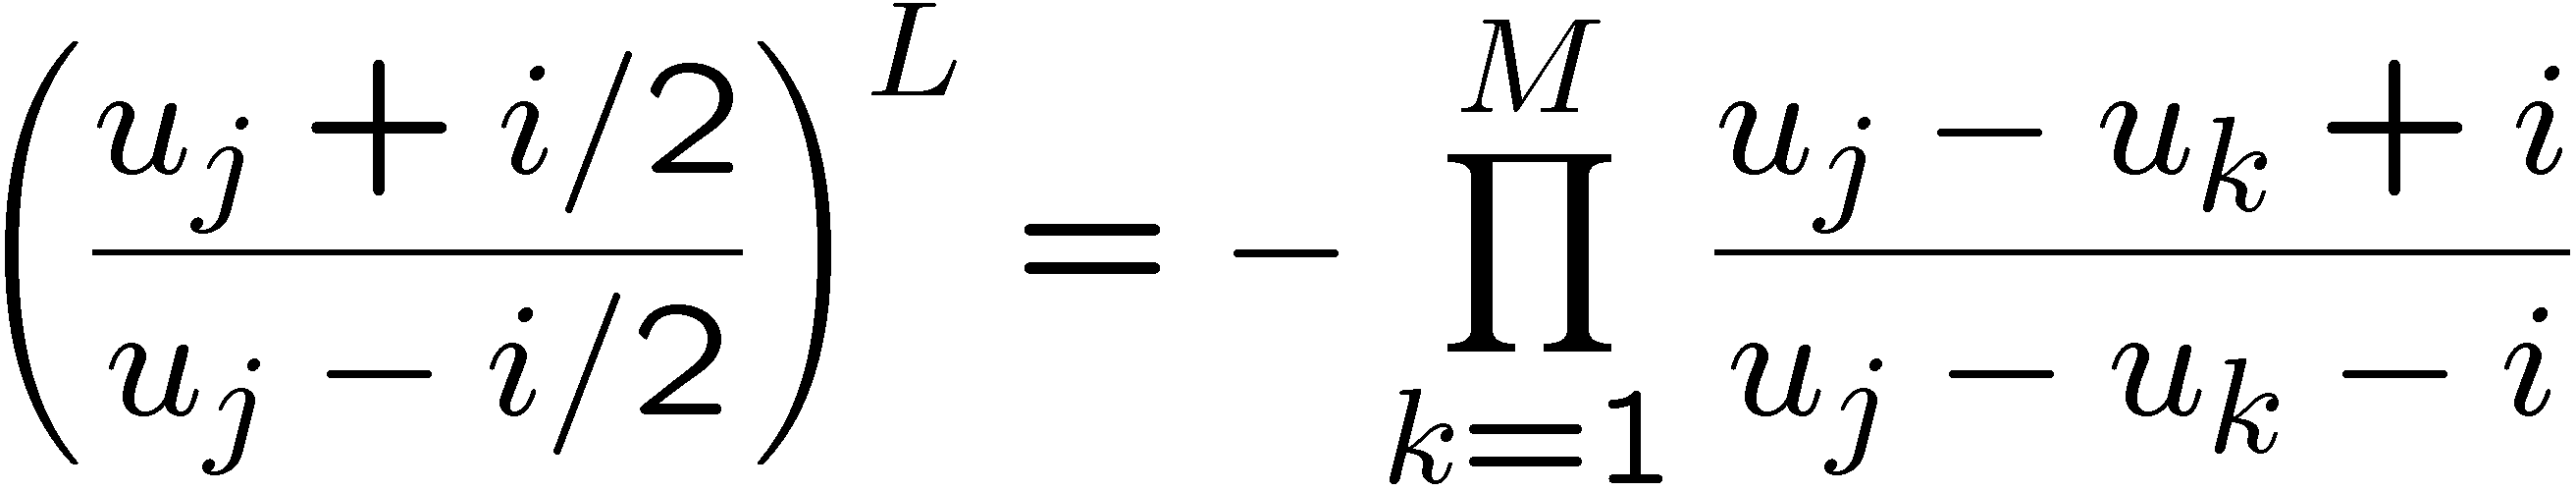 \left( \frac{u_j + i/2}{u_j - i/2} \right)^L = - \prod_{k=1}^{M} \frac{u_j - u_k + i}{u_j - u_k - i}